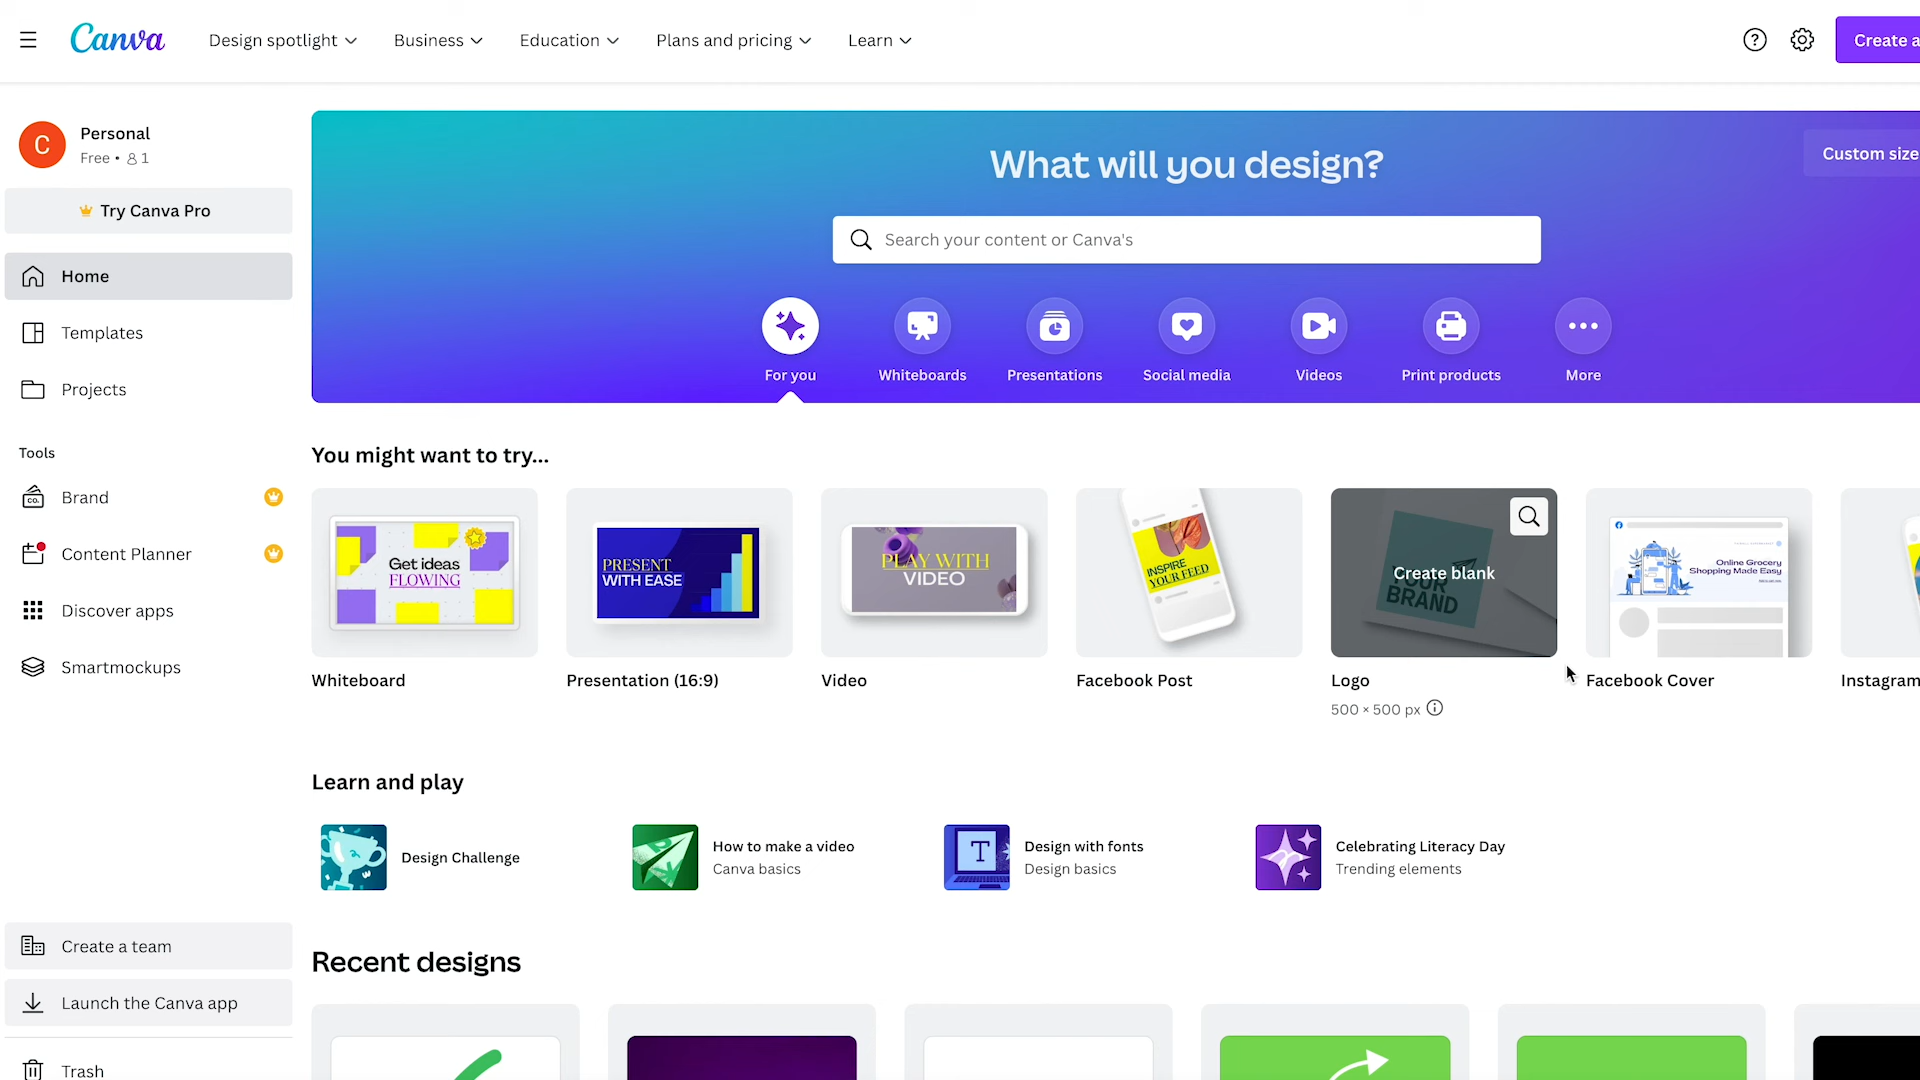 Canva
Design spotlight
Business
Education
Plans and pricing
Learn
Create a
C
Personal
Free • 1
Try Canva Pro
Home
Templates
Projects
Tools
Brand
Content Planner
Discover apps
Smartmockups
Create a team
Launch the Canva app
Trash
What will you design?
Custom size
Search your content or Canva's
For you
Whiteboards
Presentations
Social media
Videos
Print products
More
You might want to try...
Get ideas
FLOWING
PRESENT
WITH EASE
PLAY WITH
VIDEO
INSPIRE
YOUR FEED
Create blank
YOUR
BRAND
Online Grocery
Shopping Made Easy
Whiteboard
Presentation (16:9)
Video
Facebook Post
Logo
500 × 500 px
Facebook Cover
Instagram
Learn and play
Design Challenge
How to make a video
Canva basics
T
Design with fonts
Design basics
Celebrating Literacy Day
Trending elements
Recent designs